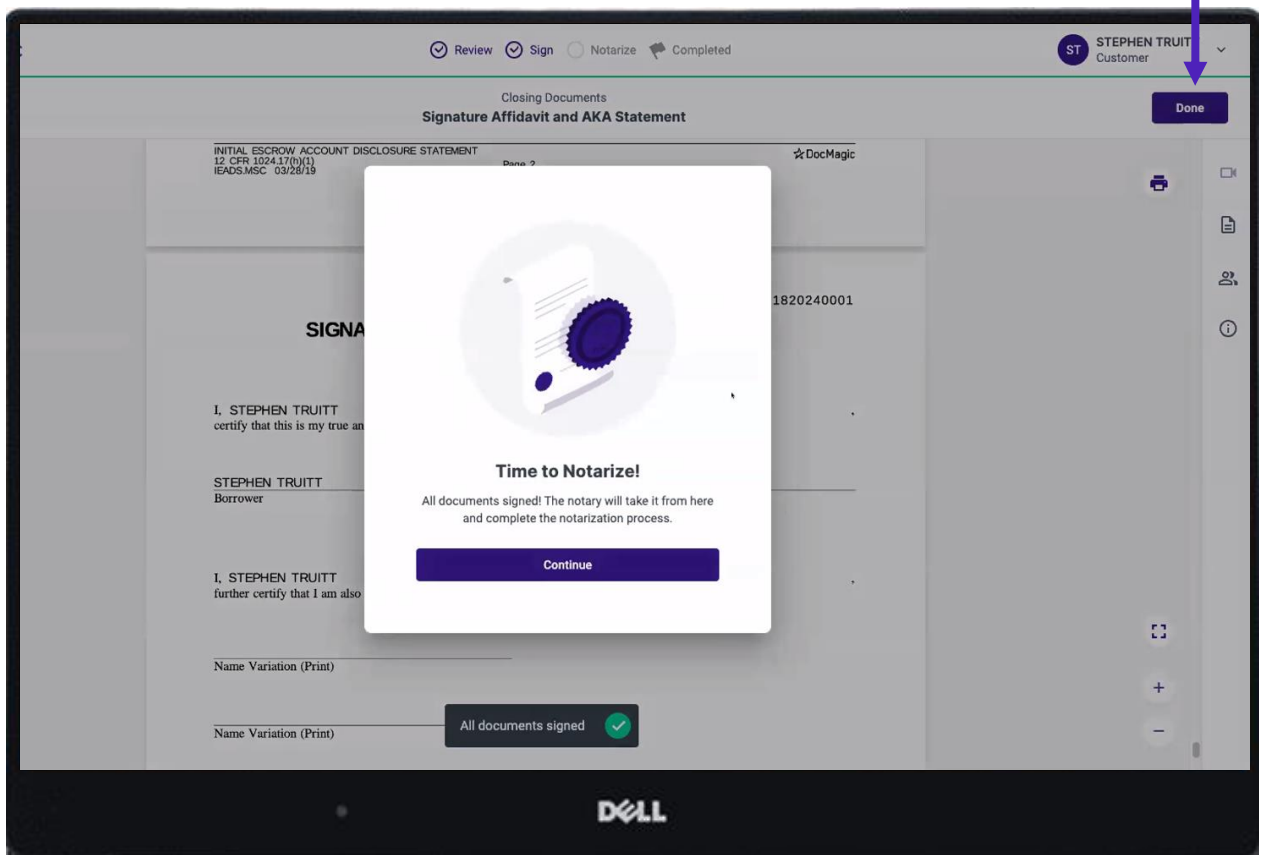 Review Sign Notarize Completed
ST STEPHEN TRUIT
Customer
Closing Documents
Signature Affidavit and AKA Statement
Done
INITIAL ESCROW ACCOUNT DISCLOSURE STATEMENT
12 CFR 1024.17(h)(1)
IEADS.MSC 03/28/19
Page 2
DocMagic
1820240001
SIGNA
I, STEPHEN TRUITT ,
certify that this is my true an
STEPHEN TRUITT
Borrower
Time to Notarize!
All documents signed! The notary will take it from here
and complete the notarization process.
Continue
I, STEPHEN TRUITT ,
further certify that I am also
Name Variation (Print)
All documents signed
Name Variation (Print)
DELL